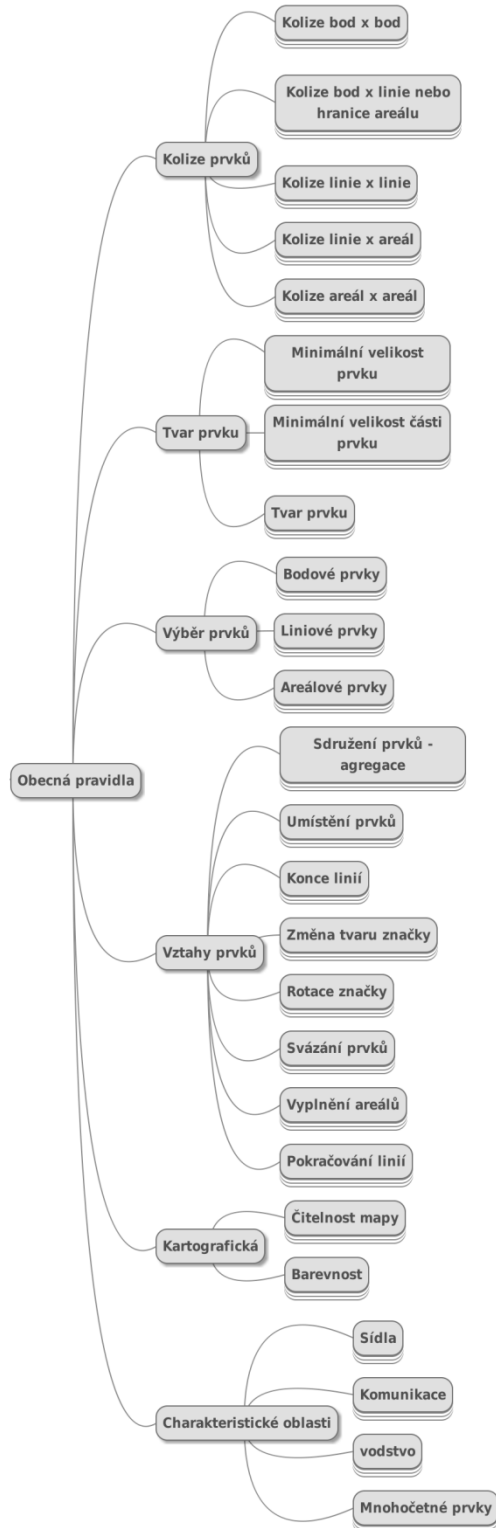 Kolize bod x bod
Kolize bod x linie nebo
hranice areálu
Kolize prvků
Kolize linie x linie
Kolize linie x areál
Kolize areál x areál
Minimální velikost
prvku
Tvar prvku
Minimální velikost části
prvku
Tvar prvku
Bodové prvky
Výběr prvků
Liniové prvky
Areálové prvky
Obecná pravidla
Sdružení prvků -
agregace
Umístění prvků
Konce linií
Vztahy prvků
Změna tvaru značky
Rotace značky
Svázání prvků
Vyplnění areálů
Pokračování linií
Kartografická
Čitelnost mapy
Barevnost
Charakteristické oblasti
Sídla
Komunikace
vodstvo
Mnohočetné prvky